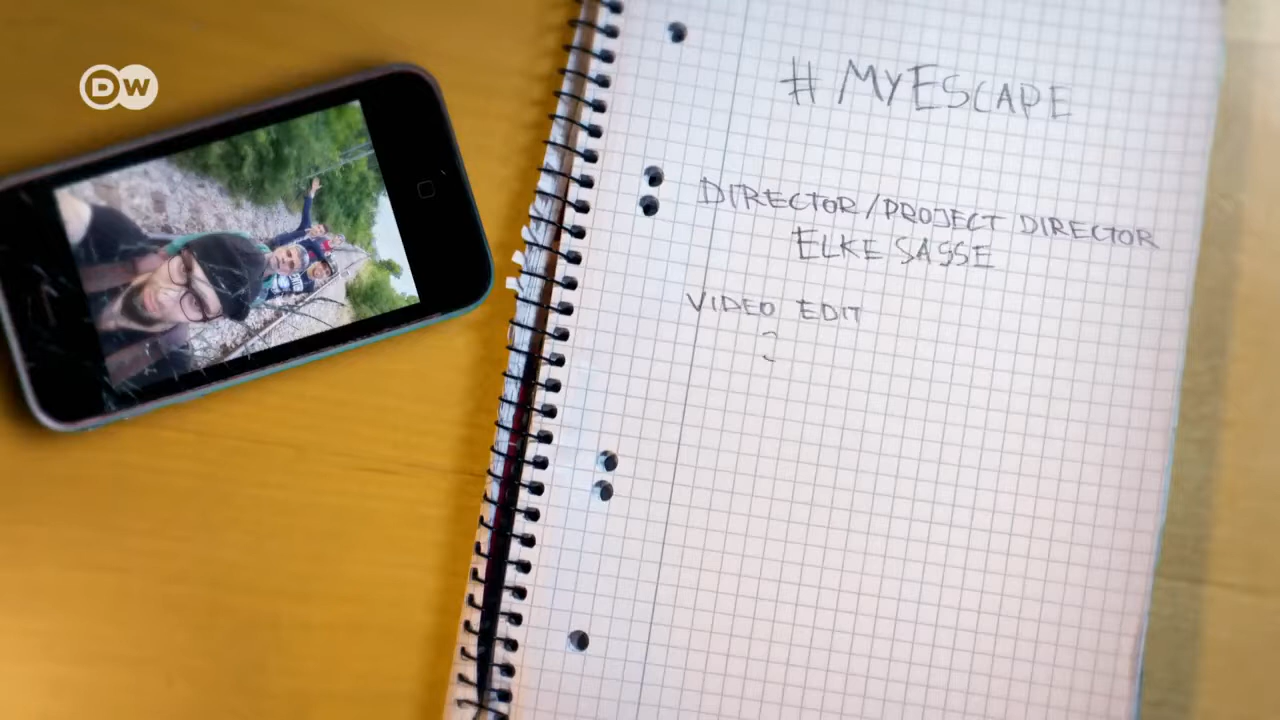 DW
# MYESCAPE
DIRECTOR/PROJECT DIRECTOR
ELKE SASSE
VIDEO EDIT